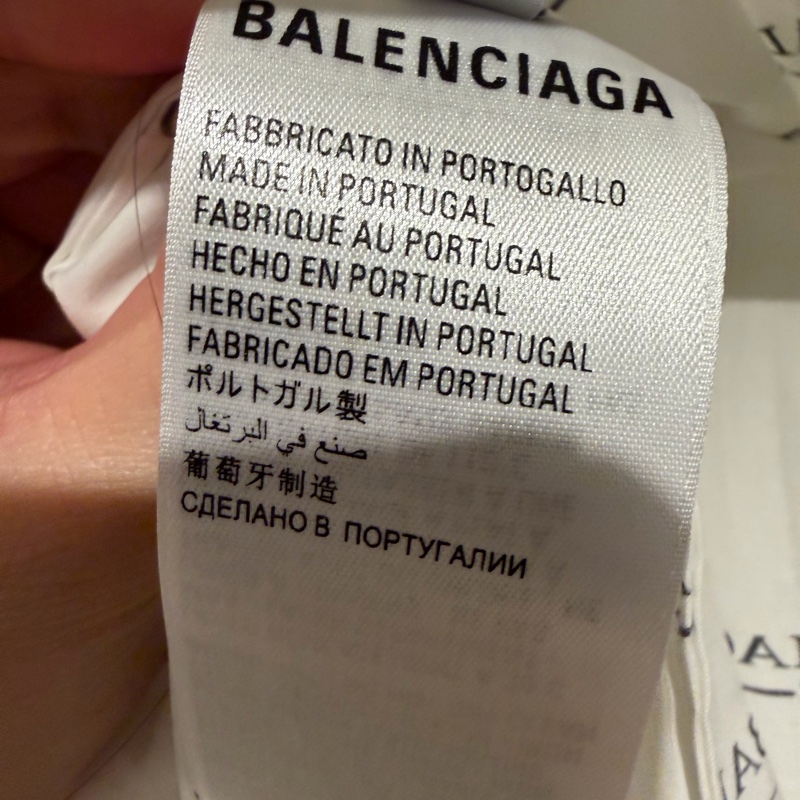 BALENCIAGA
FABBRICATO IN PORTOGALLO
MADE IN PORTUGAL
FABRIQUÉ AU PORTUGAL
HECHO EN PORTUGAL
HERGESTELLT IN PORTUGAL
FABRICADO EM PORTUGAL
ポルトガル製
صنع في البرتغال
葡萄牙制造
СДЕЛАНО В ПОРТУГАЛИИ